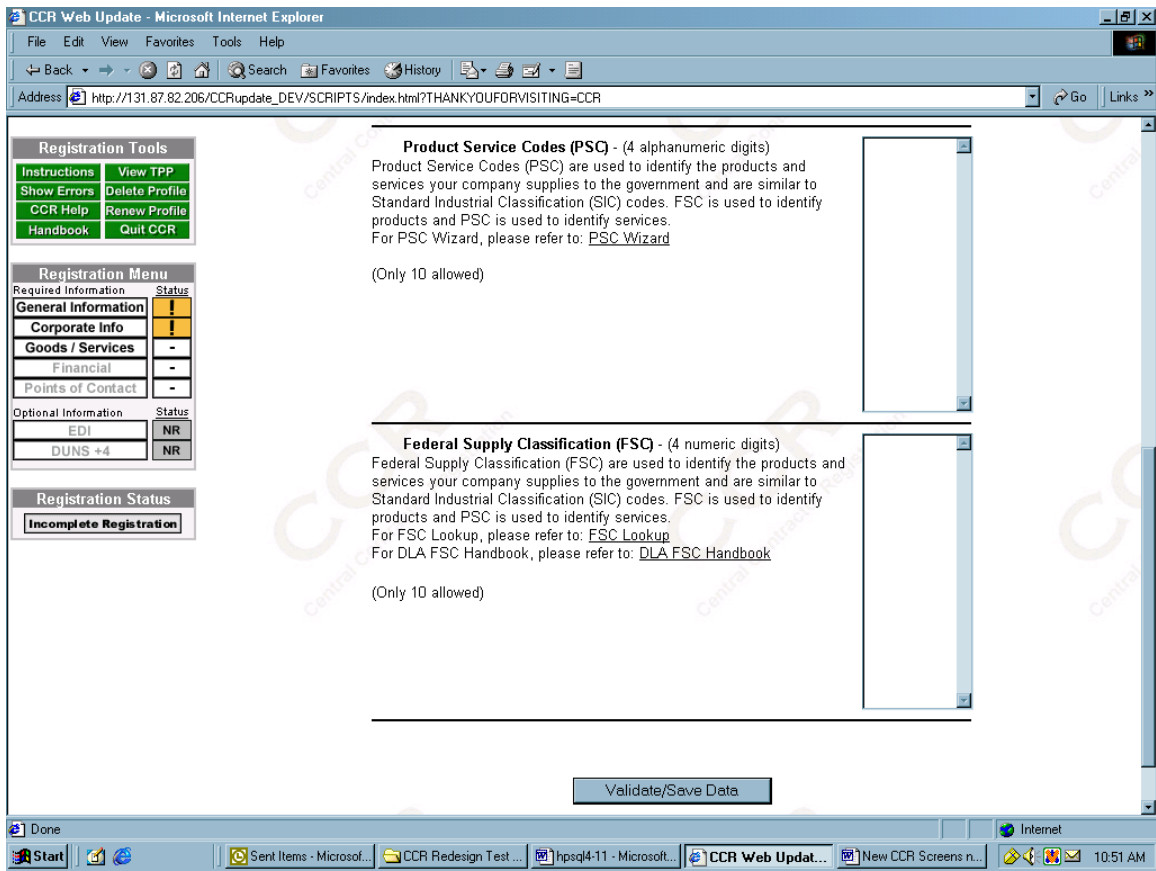 CCR Web Update - Microsoft Internet Explorer
File Edit View Favorites Tools Help
Back Search Favorites History
Address http://131.87.82.206/CCRupdate_DEV/SCRIPTS/index.html?THANKYOUFORVISITING=CCR Go Links »
Registration Tools
Instructions View TPP
Show Errors Delete Profile
CCR Help Renew Profile
Handbook Quit CCR
Registration Menu
Required Information Status
General Information !
Corporate Info !
Goods / Services -
Financial -
Points of Contact -
Optional Information Status
EDI NR
DUNS +4 NR
Registration Status
Incomplete Registration
Product Service Codes (PSC) - (4 alphanumeric digits)
Product Service Codes (PSC) are used to identify the products and
services your company supplies to the government and are similar to
Standard Industrial Classification (SIC) codes. FSC is used to identify
products and PSC is used to identify services.
For PSC Wizard, please refer to: PSC Wizard
(Only 10 allowed)
Federal Supply Classification (FSC) - (4 numeric digits)
Federal Supply Classification (FSC) are used to identify the products and
services your company supplies to the government and are similar to
Standard Industrial Classification (SIC) codes. FSC is used to identify
products and PSC is used to identify services.
For FSC Lookup, please refer to: FSC Lookup
For DLA FSC Handbook, please refer to: DLA FSC Handbook
(Only 10 allowed)
Validate/Save Data
Done Internet
Start Sent Items - Microsof... CCR Redesign Test ... hpsql4-11 - Microsoft... CCR Web Updat... New CCR Screens n... 10:51 AM